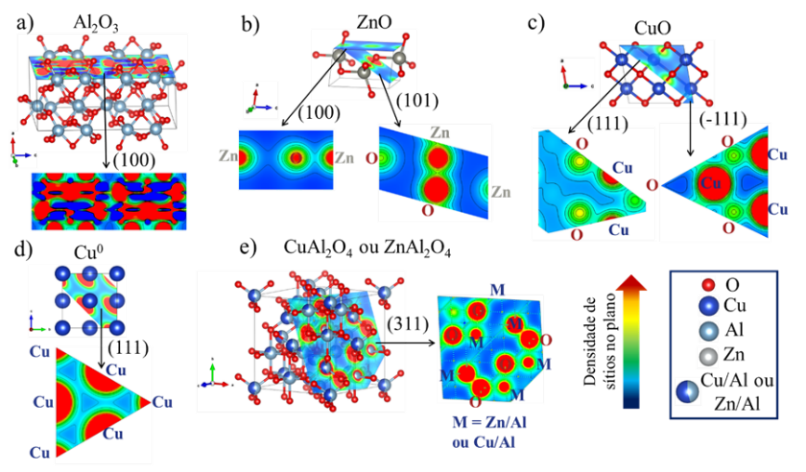 a)
Al₂O₃
(100)
b)
ZnO
(100)
(101)
Zn
Zn
O
Zn
O
Zn
c)
CuO
(111)
(-111)
O
Cu
Cu
O
O
O
Cu
Cu
Cu
O
d)
Cu⁰
(111)
Cu
Cu
Cu
Cu
Cu
Cu
e)
CuAl₂O₄ ou ZnAl₂O₄
(311)
M
M
M
O
M
M
M
O
M = Zn/Al
ou Cu/Al
Densidade de
sítios no plano
O
Cu
Al
Zn
Cu/Al ou
Zn/Al